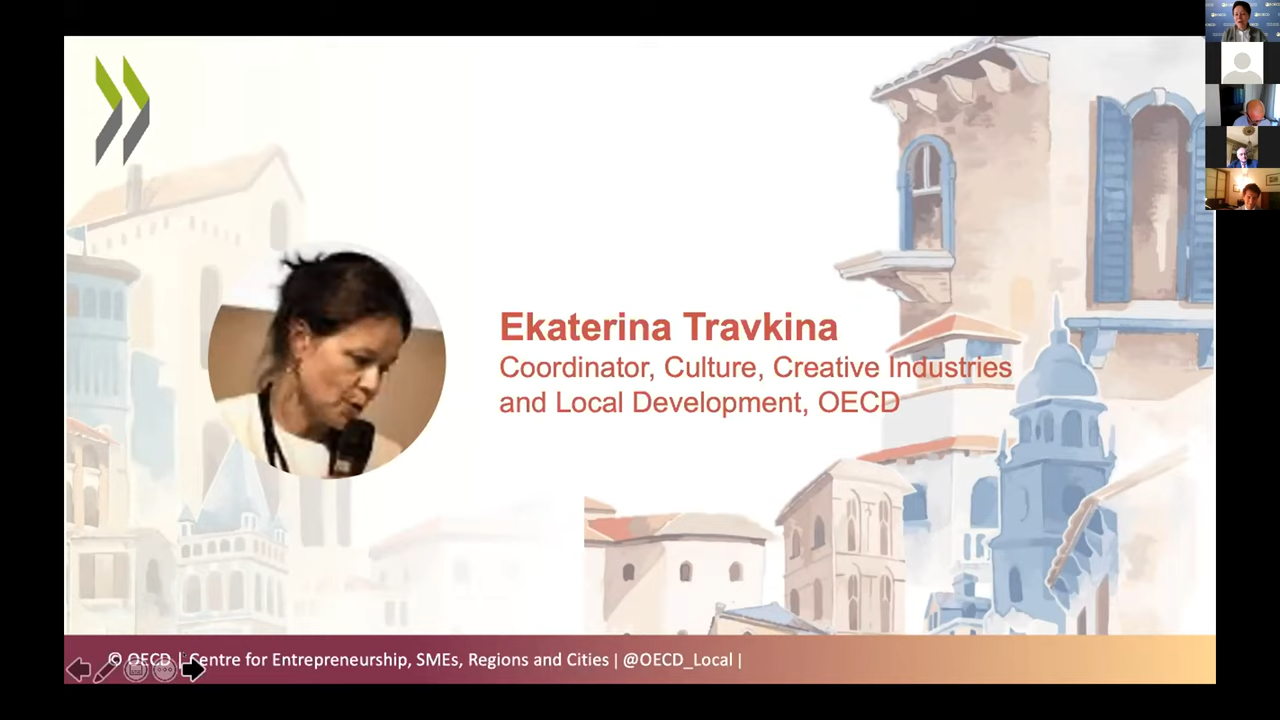 Ekaterina Travkina
Coordinator, Culture, Creative Industries
and Local Development, OECD
© OECD | Centre for Entrepreneurship, SMEs, Regions and Cities | @OECD_Local |